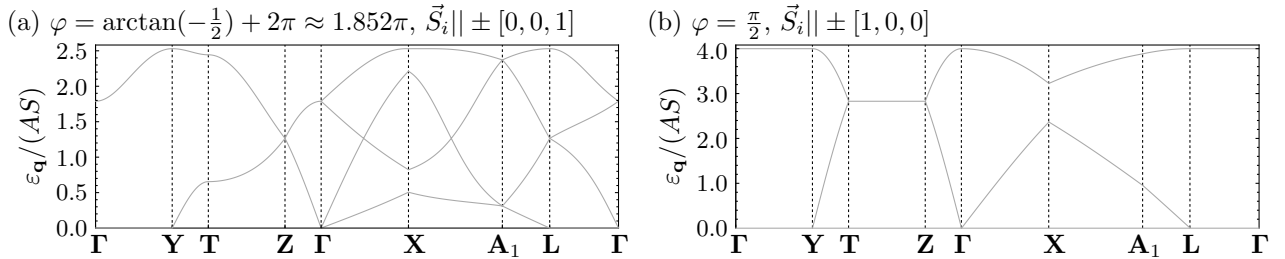 (a) φ = arctan(−1/2) + 2π ≈ 1.852π, S⃗ᵢ|| ± [0, 0, 1]
(b) φ = π/2, S⃗ᵢ|| ± [1, 0, 0]
ε_q/(AS)
2.5
2.0
1.5
1.0
0.5
0.0
Γ Y T Z Γ X A₁ L Γ
ε_q/(AS)
4.0
3.0
2.0
1.0
0.0
Γ Y T Z Γ X A₁ L Γ